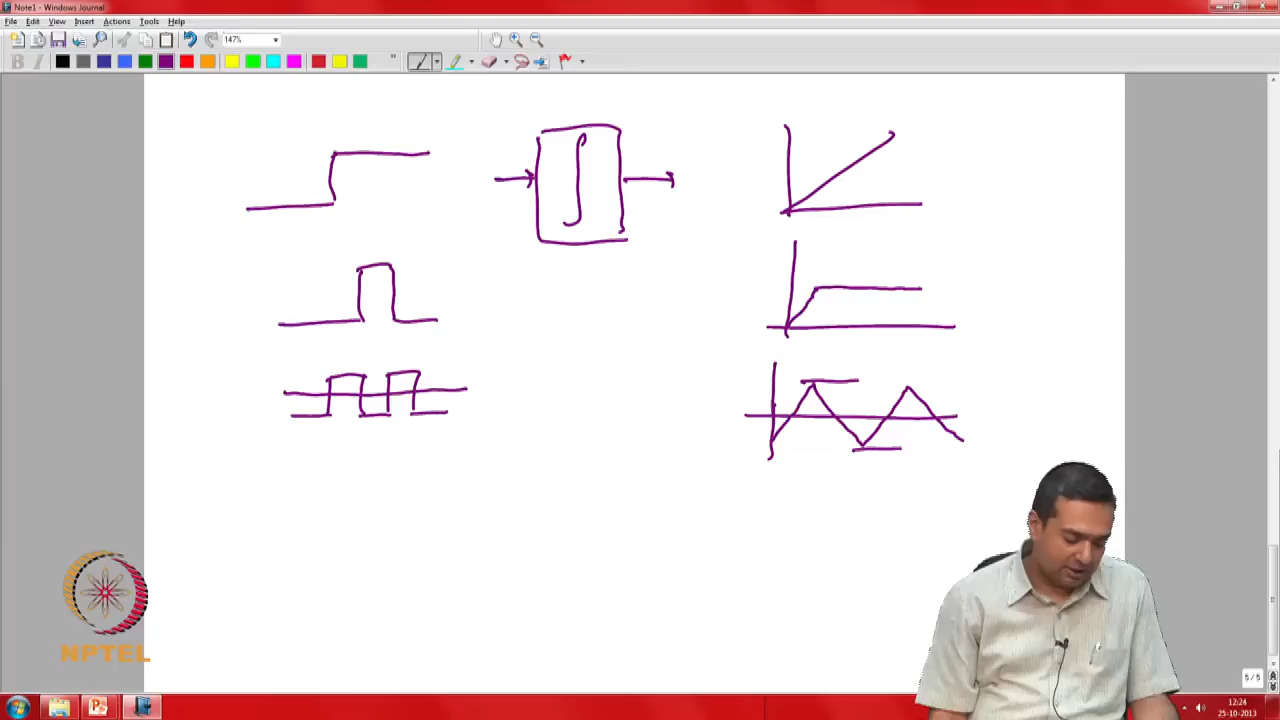 Note1 - Windows Journal
File Edit View Insert Actions Tools Help
147%
B I
∫
NPTEL
5 / 5
12:24
25-10-2013